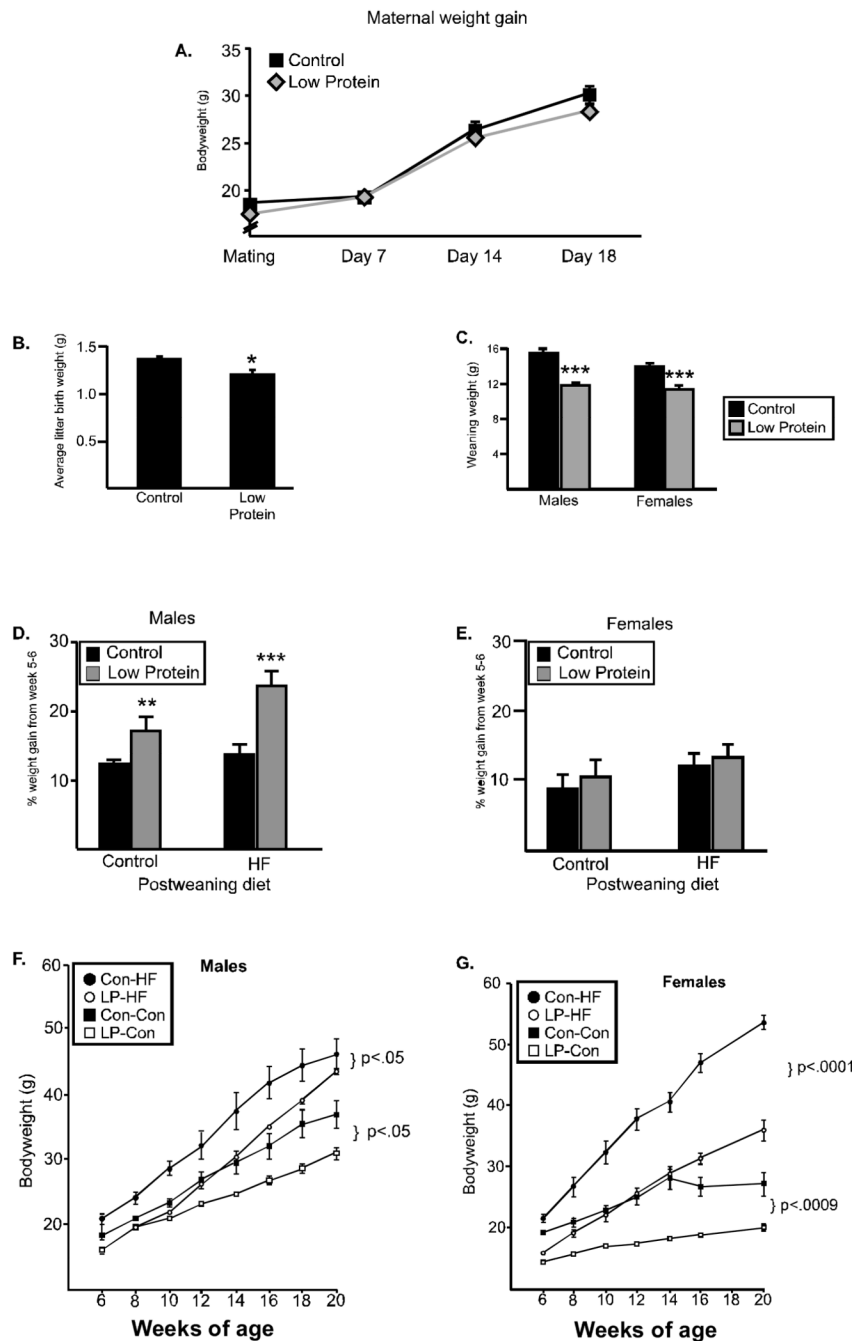 Maternal weight gain
A.
Control
Low Protein
Bodyweight (g)
35
30
25
20
Mating Day 7 Day 14 Day 18
B.
Average litter birth weight (g)
1.5
1.0
0.5
*
Control Low
Protein
C.
Weaning weight (g)
16
12
8
4
*** ***
Males Females
Control
Low Protein
D.
Males
Control
Low Protein
% weight gain from week 5-6
30
20
10
** ***
Control HF
Postweaning diet
E.
Females
Control
Low Protein
% weight gain from week 5-6
30
20
10
Control HF
Postweaning diet
F.
Males
Con-HF
LP-HF
Con-Con
LP-Con
Bodyweight (g)
60
50
40
30
20
} p<.05
} p<.05
6 8 10 12 14 16 18 20
Weeks of age
G.
Females
Con-HF
LP-HF
Con-Con
LP-Con
Bodyweight (g)
60
50
40
30
20
} p<.0001
} p<.0009
6 8 10 12 14 16 20
Weeks of age